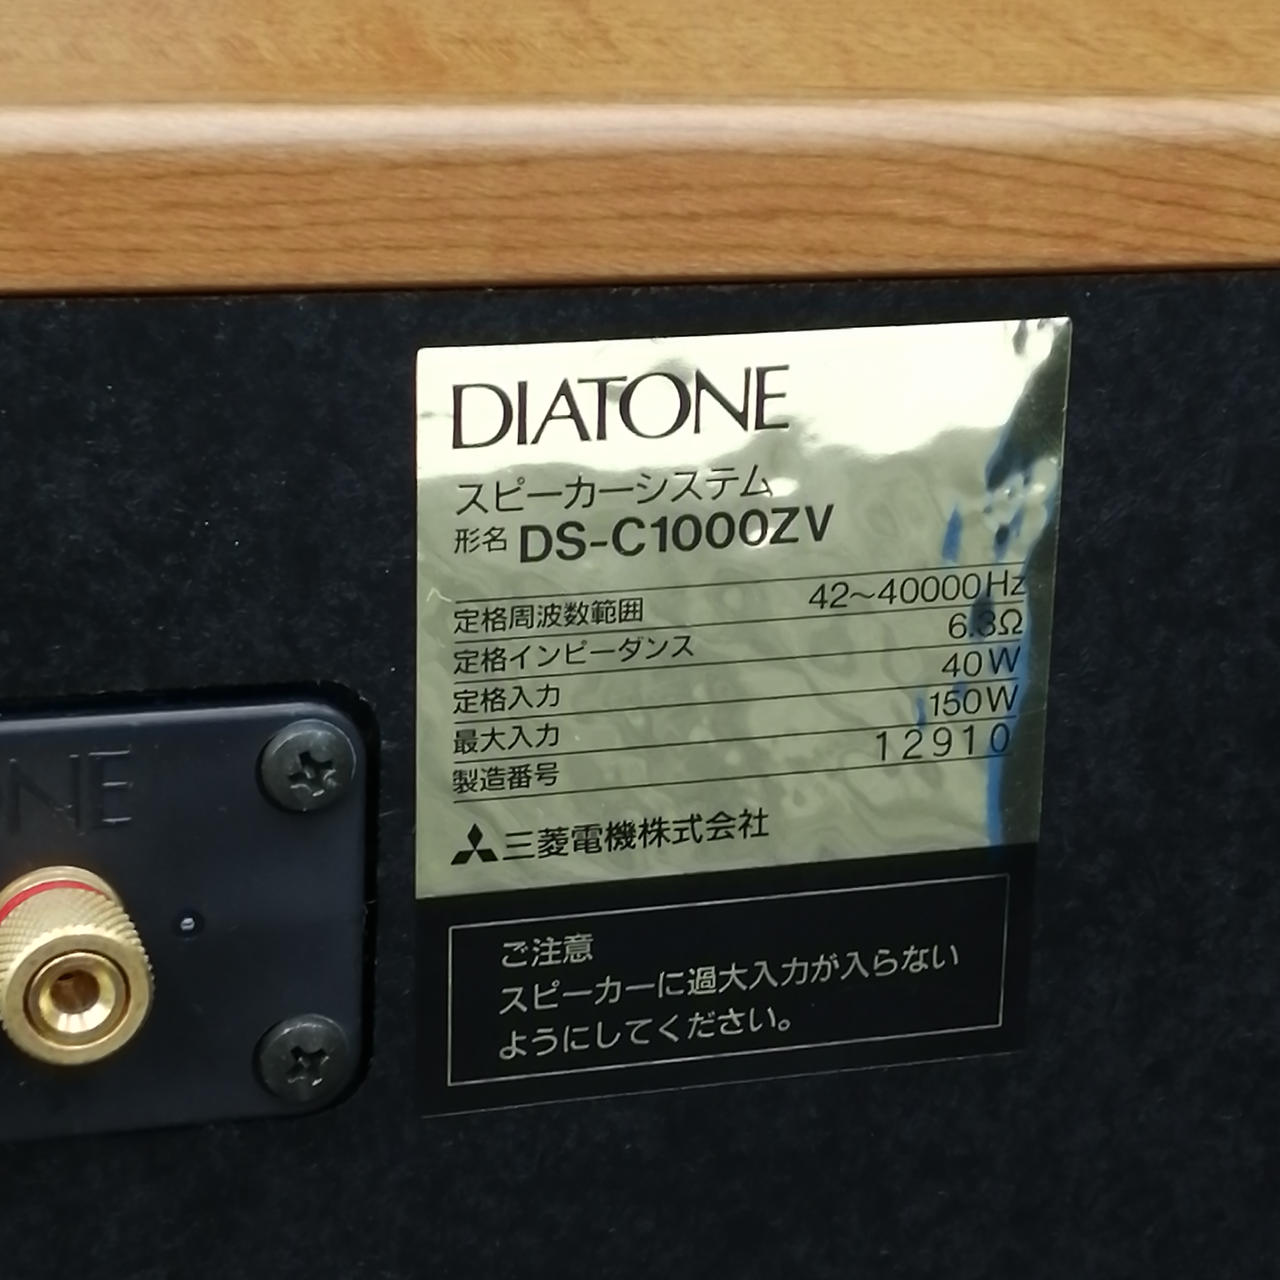 DIATONE
スピーカーシステム
形名 DS-C1000ZV
定格周波数範囲 42~40000Hz
定格インピーダンス 6.3Ω
定格入力 40W
最大入力 150W
製造番号 12910
三菱電機株式会社
ご注意
スピーカーに過大入力が入らない
ようにしてください。
ONE